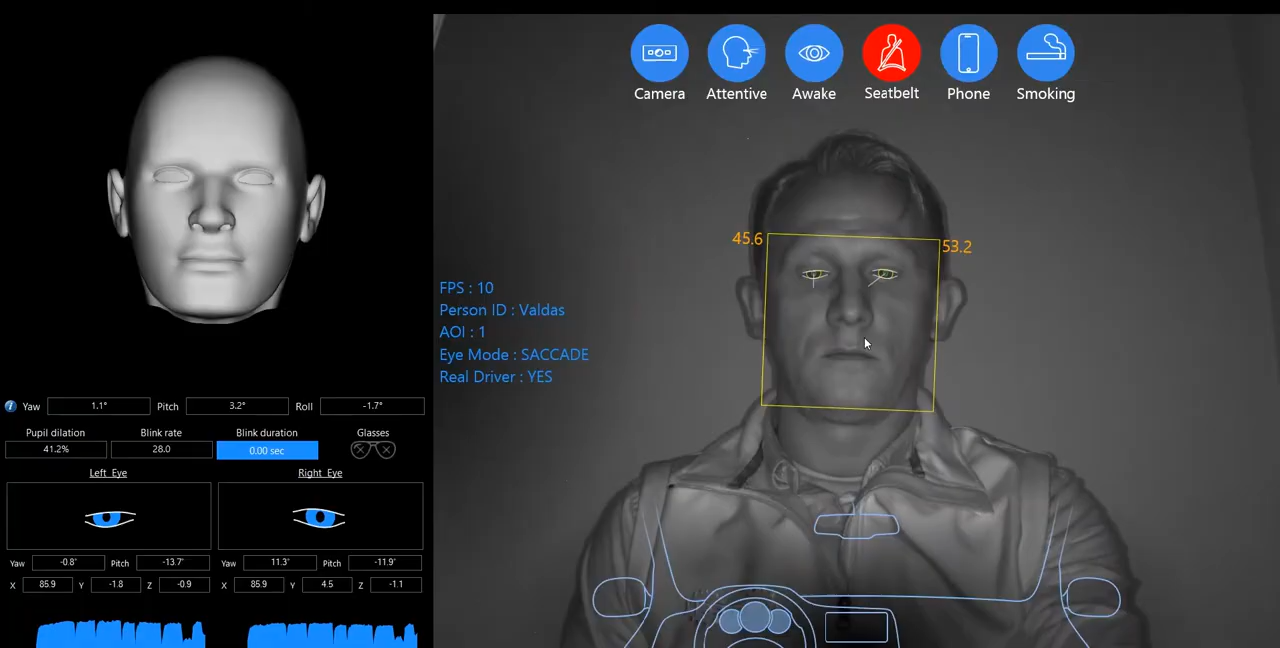 Camera Attentive Awake Seatbelt Phone Smoking
45.6 53.2
FPS : 10
Person ID : Valdas
AOI : 1
Eye Mode : SACCADE
Real Driver : YES
i Yaw 1.1° Pitch 3.2° Roll -1.7°
Pupil dilation Blink rate Blink duration Glasses
41.2% 28.0 0.00 sec
Left Eye Right Eye
Yaw -0.8° Pitch -13.7° Yaw 11.3° Pitch -11.9°
X 85.9 Y -1.8 Z -0.9 X 85.9 Y 4.5 Z -1.1